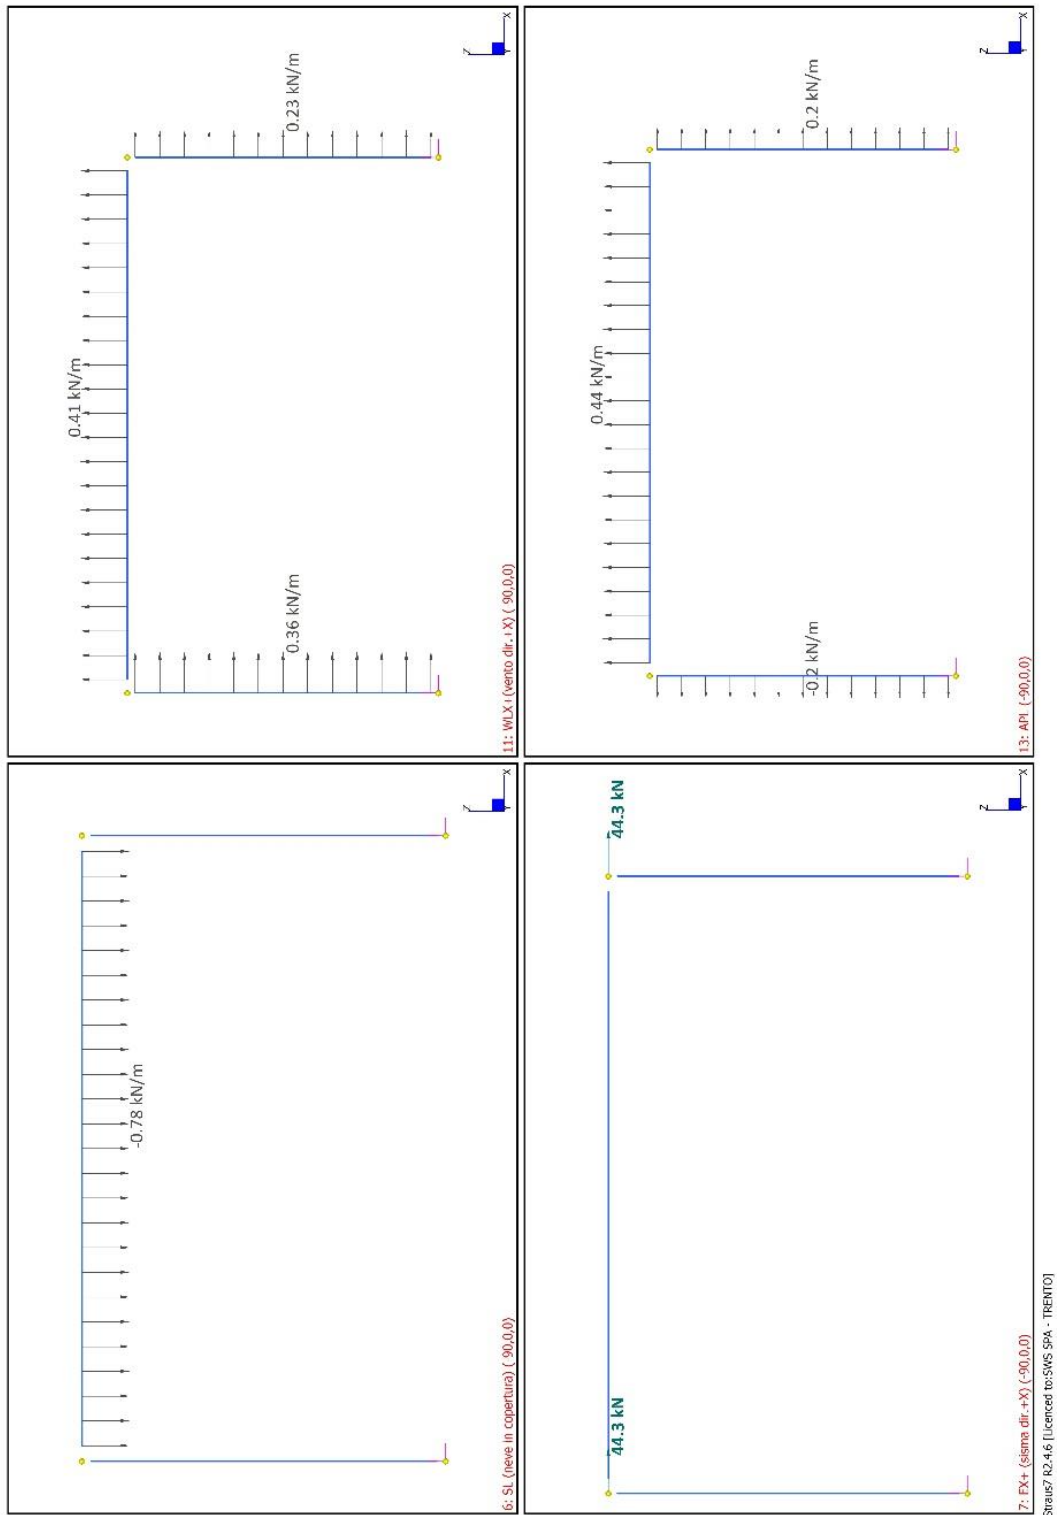 -0.78 kN/m
6: SL (neve in copertura) (-90,0,0)
Z
X
0.41 kN/m
0.36 kN/m
0.23 kN/m
11: WLX+(vento dir.+X) (-90,0,0)
Z
X
44.3 kN
44.3 kN
7: FX+ (sisma dir.+X) (-90,0,0)
Z
X
0.44 kN/m
-0.2 kN/m
0.2 kN/m
13: API (-90,0,0)
Z
X
Straus7 R2.4.6 [Licenced to:SWS SPA - TRENTO]